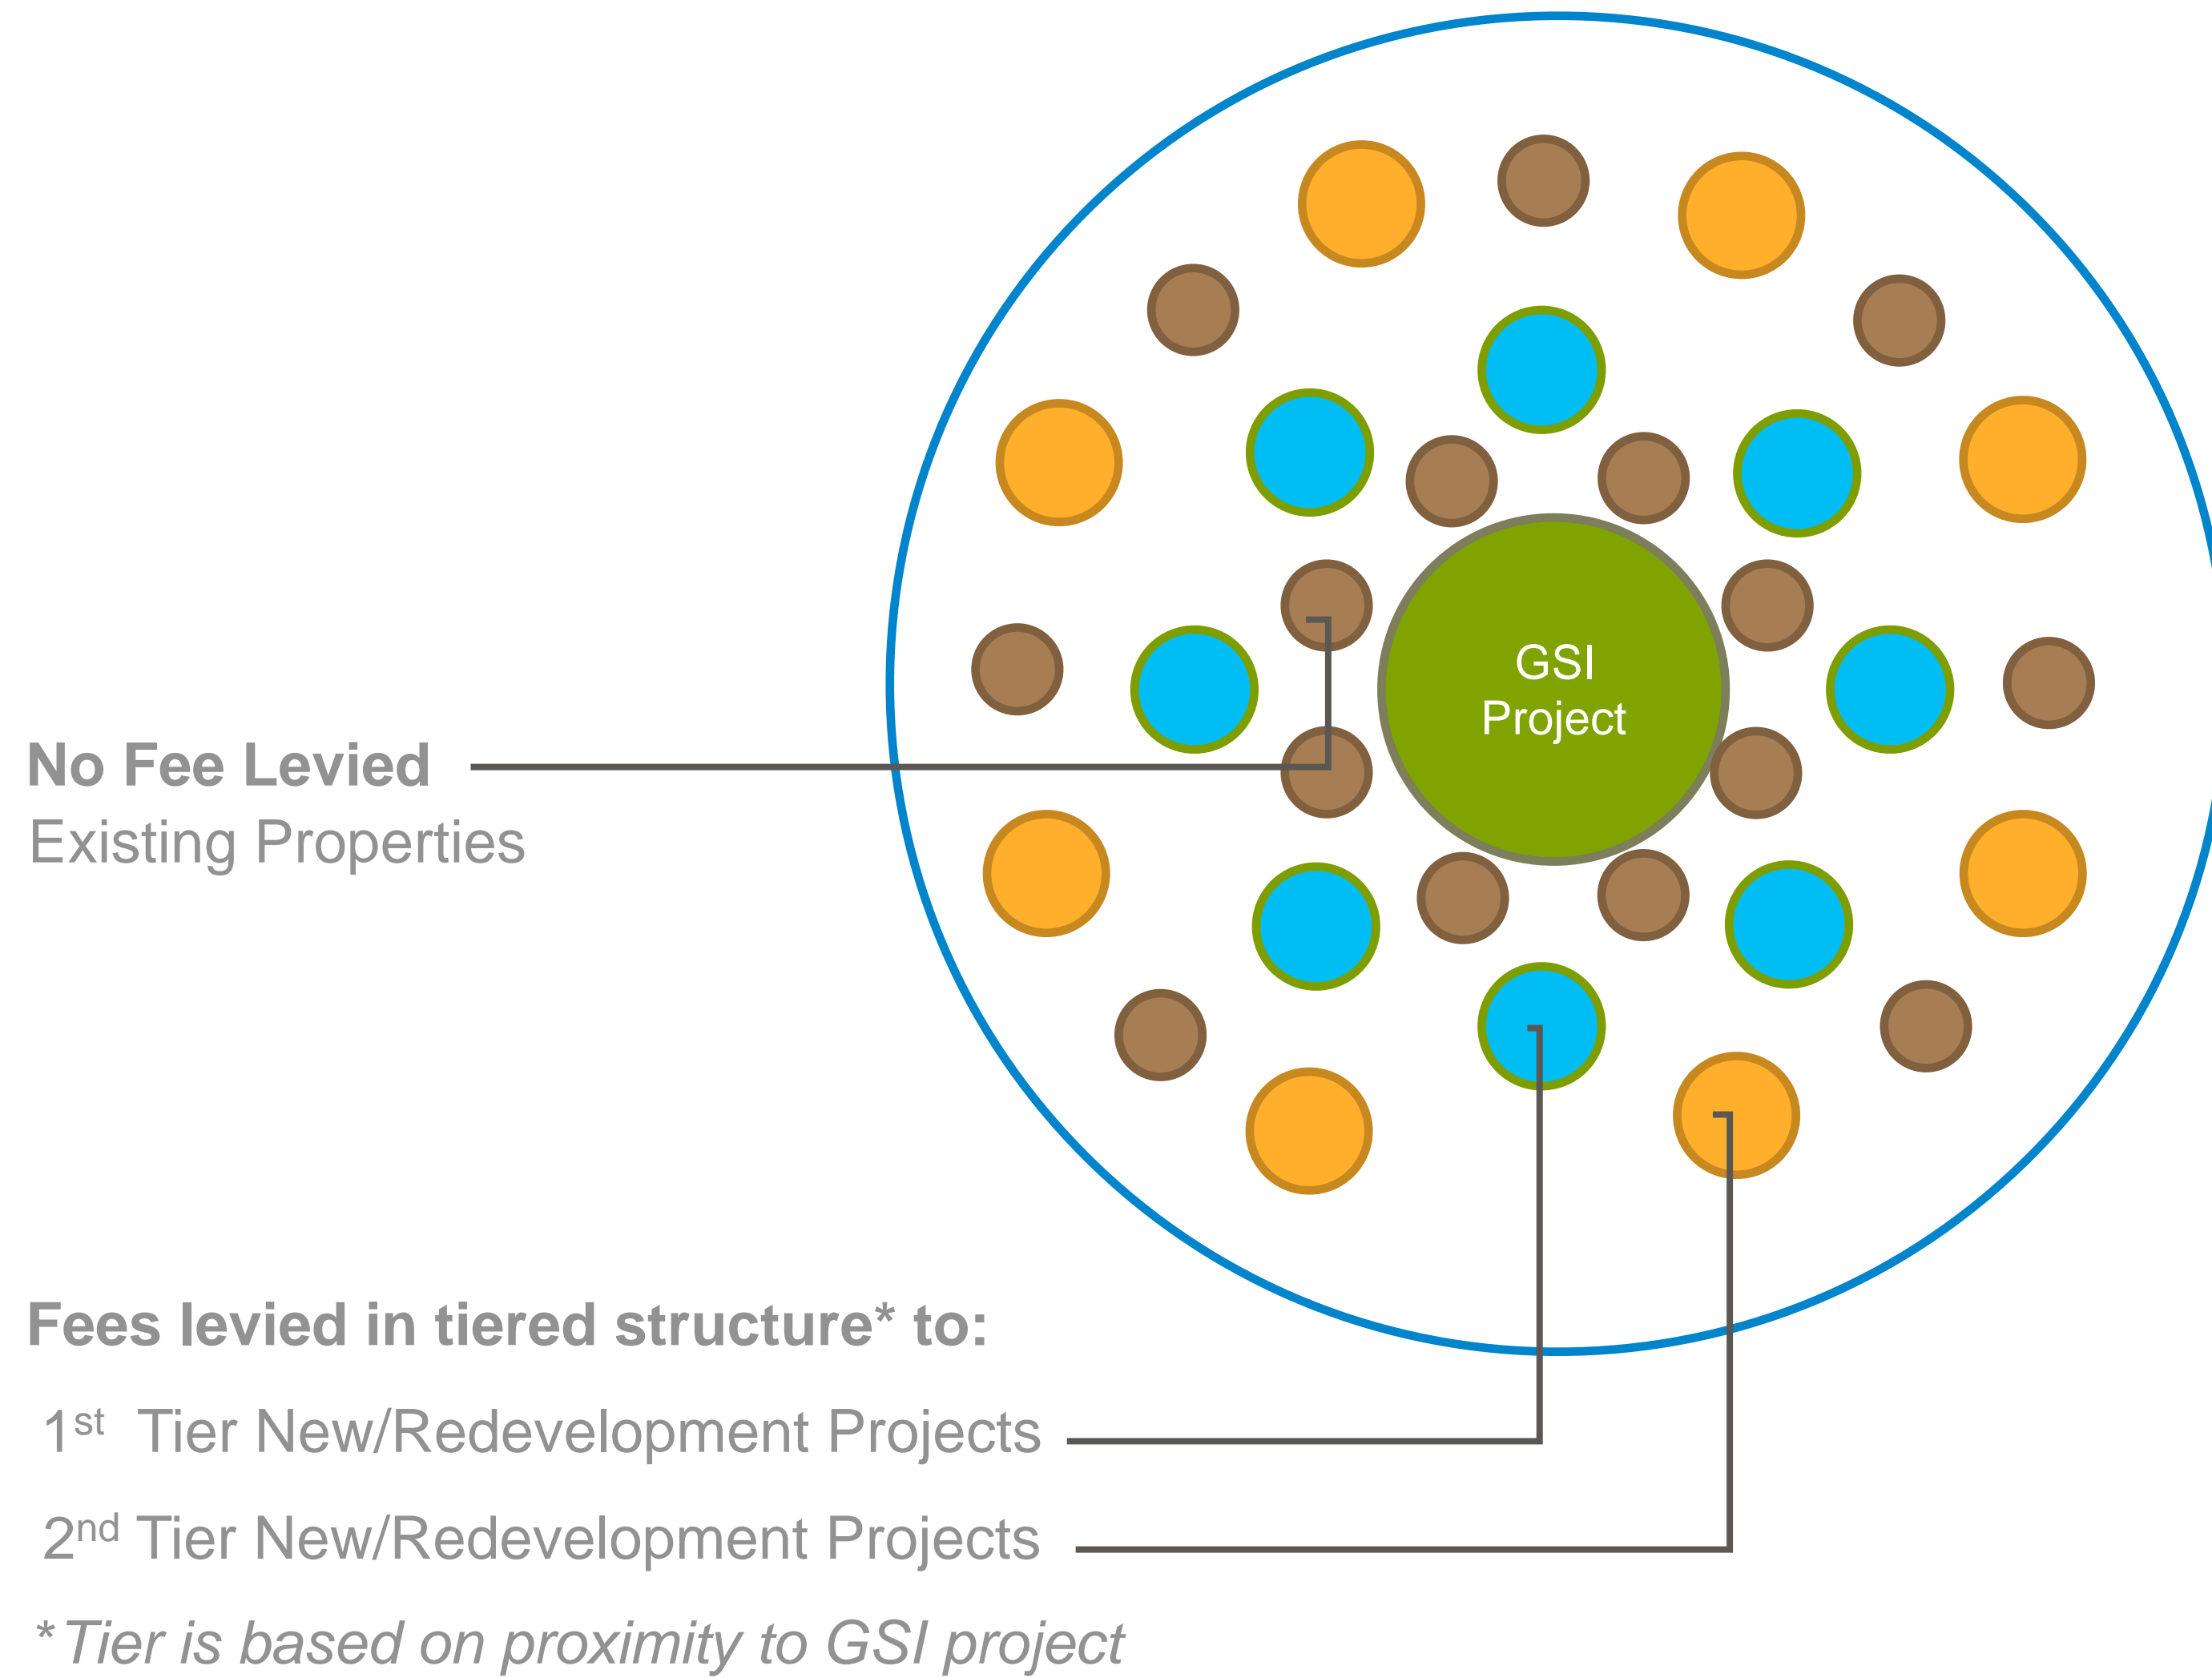 GSI
Project
No Fee Levied
Existing Properties
Fees levied in tiered structure* to:
1st Tier New/Redevelopment Projects
2nd Tier New/Redevelopment Projecs
*Tier is based on proximity to GSI project